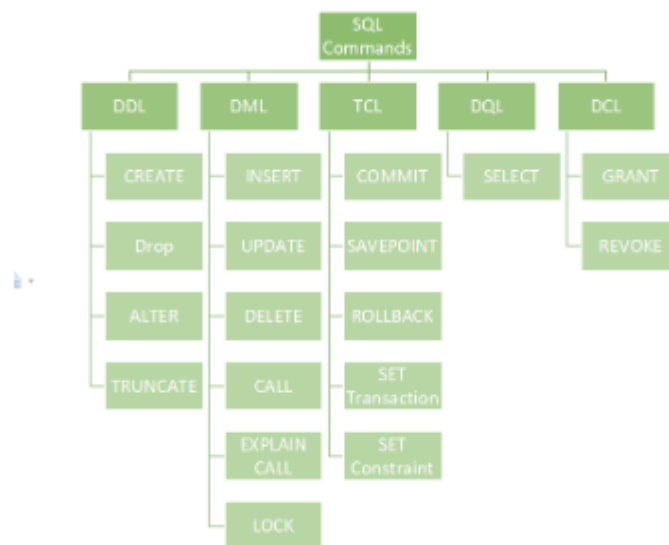 SQL
Commands
DDL
DML
TCL
DQL
DCL
CREATE
INSERT
COMMIT
SELECT
GRANT
Drop
UPDATE
SAVEPOINT
REVOKE
ALTER
DELETE
ROLLBACK
TRUNCATE
CALL
SET
Transaction
EXPLAIN
CALL
SET
Constraint
LOCK